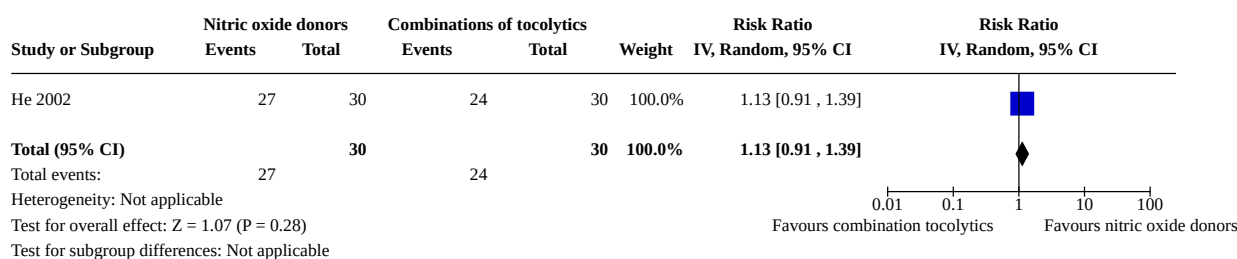 Nitric oxide donors Combinations of tocolytics Risk Ratio Risk Ratio
Study or Subgroup Events Total Events Total Weight IV, Random, 95% CI IV, Random, 95% CI
He 2002 27 30 24 30 100.0% 1.13 [0.91 , 1.39]
Total (95% CI) 30 30 100.0% 1.13 [0.91 , 1.39]
Total events: 27 24
Heterogeneity: Not applicable
0.01 0.1 1 10 100
Test for overall effect: Z = 1.07 (P = 0.28) Favours combination tocolytics Favours nitric oxide donors
Test for subgroup differences: Not applicable